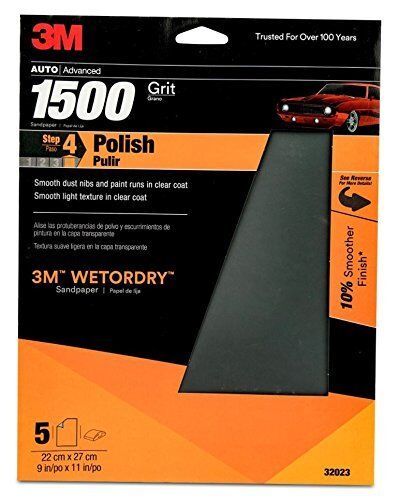 3M
Trusted For Over 100 Years
AUTO | Advanced
1500 Grit
Grano
Sandpaper | Papel de lija
Step 4 Polish
Paso
1 2 3
Pulir
Smooth dust nibs and paint runs in clear coat
Smooth light texture in clear coat
Alise las protuberancias de polvo y escurrimientos de
pintura en la capa transparente
Textura suave ligera en la capa transparente
See Reverse
For More Details!
10% Smoother
Finish*
3M™ WETORDRY™
Sandpaper | Papel de lija
5
22 cm x 27 cm
9 in/po x 11 in/po
32023